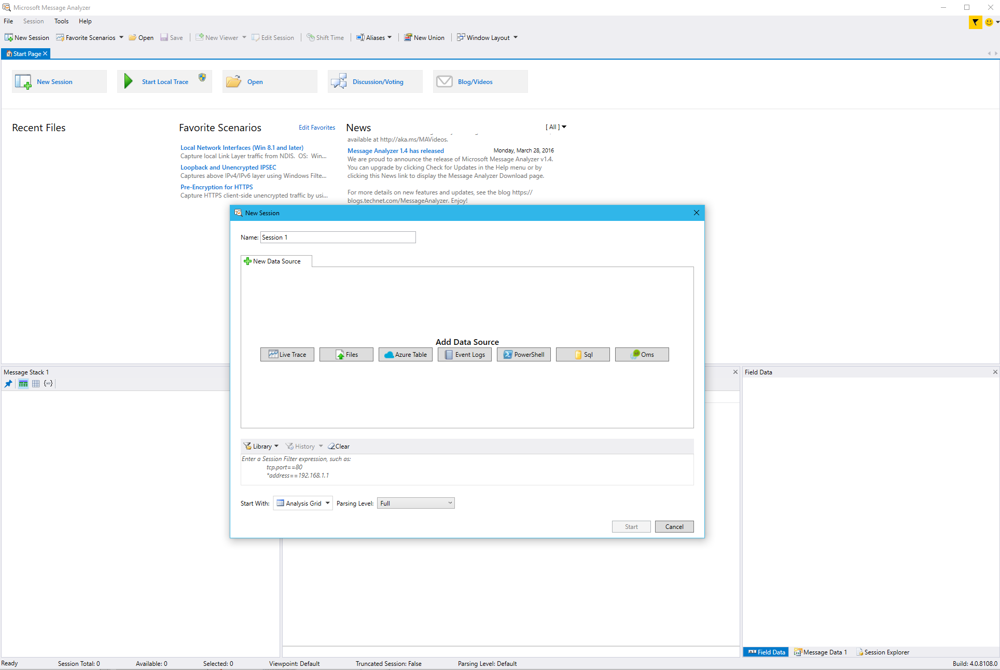 Microsoft Message Analyzer
File Session Tools Help
New Session Favorite Scenarios Open Save New Viewer Edit Session Shift Time Aliases New Union Window Layout
Start Page
New Session Start Local Trace Open Discussion/Voting Blog/Videos
Recent Files
Favorite Scenarios Edit Favorites
Local Network Interfaces (Win 8.1 and later)
Capture local Link Layer traffic from NDIS. OS: Win...
Loopback and Unencrypted IPSEC
Captures above IPv4/IPv6 layer using Windows Filte...
Pre-Encryption for HTTPS
Capture HTTPS client-side unencrypted traffic by usi...
News [ All ]
available at http://aka.ms/MAVideos.
Message Analyzer 1.4 has released Monday, March 28, 2016
We are proud to announce the release of Microsoft Message Analyzer v1.4.
You can upgrade by clicking Check for Updates in the Help menu or by
clicking this News link to display the Message Analyzer Download page.
For more details on new features and updates, see the blog https://
blogs.technet.com/MessageAnalyzer. Enjoy!
New Session
Name: Session 1
New Data Source
Add Data Source
Live Trace Files Azure Table Event Logs PowerShell Sql Oms
Library History Clear
Enter a Session Filter expression, such as:
tcp.port==80
*address==192.168.1.1
Start With: Analysis Grid Parsing Level: Full
Start Cancel
Message Stack 1
Field Data
Field Data Message Data 1 Session Explorer
Ready Session Total: 0 Available: 0 Selected: 0 Viewpoint: Default Truncated Session: False Parsing Level: Default Build: 4.0.8108.0